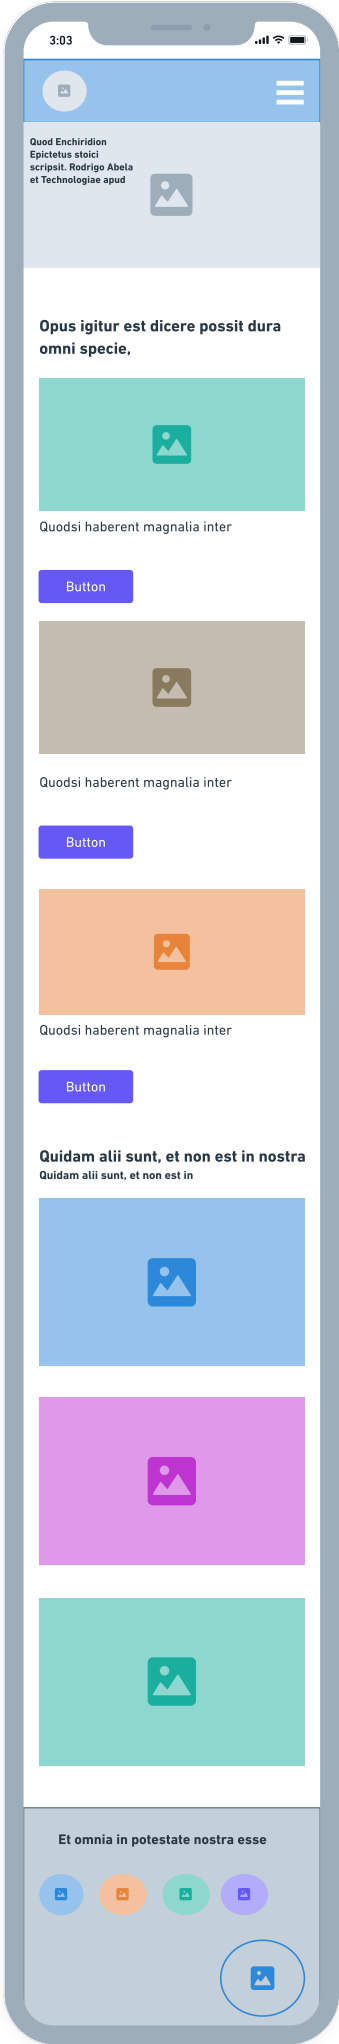 3:03
Quod Enchiridion
Epictetus stoici
scripsit. Rodrigo Abela
et Technologiae apud
Opus igitur est dicere possit dura
omni specie,
Quodsi haberent magnalia inter
Button
Quodsi haberent magnalia inter
Button
Quodsi haberent magnalia inter
Button
Quidam alii sunt, et non est in nostra
Quidam alii sunt, et non est in
Et omnia in potestate nostra esse